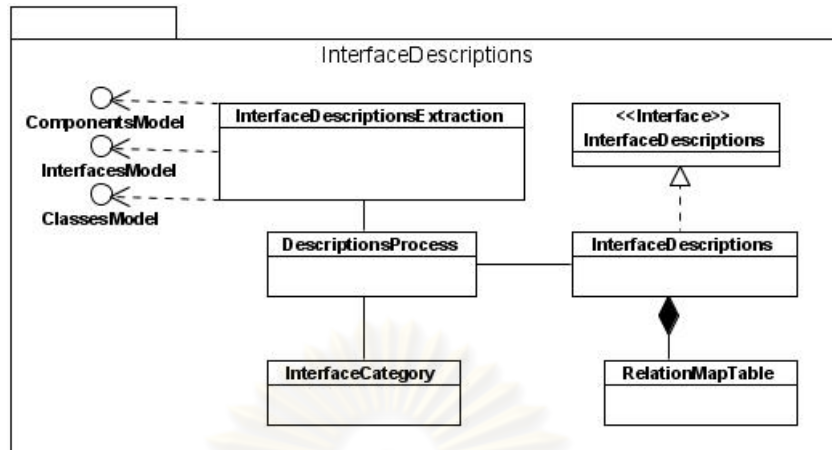 InterfaceDescriptions
ComponentsModel
InterfacesModel
ClassesModel
InterfaceDescriptionsExtraction
<<Interface>>
InterfaceDescriptions
DescriptionsProcess
InterfaceDescriptions
InterfaceCategory
RelationMapTable